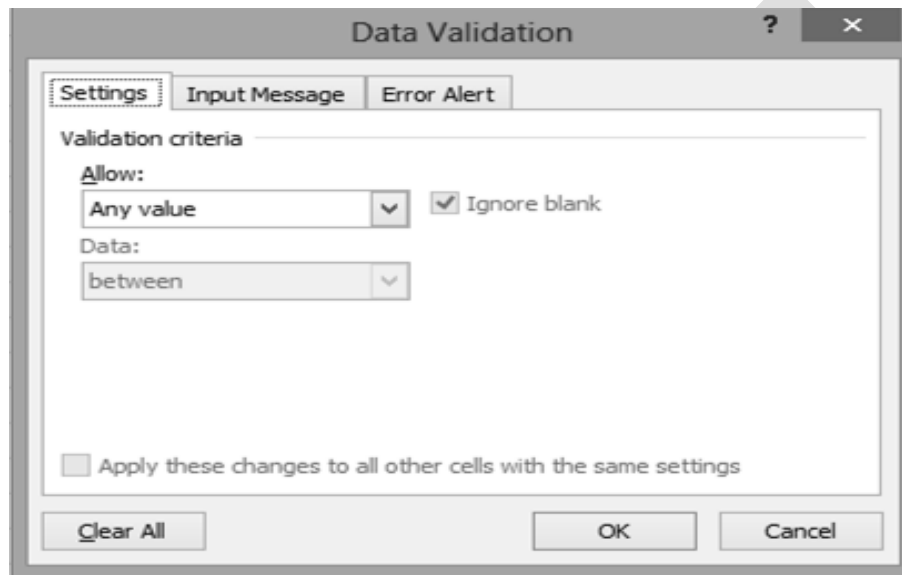 Data Validation ? ×
Settings Input Message Error Alert
Validation criteria
Allow:
Any value Ignore blank
Data:
between
Apply these changes to all other cells with the same settings
Clear All OK Cancel